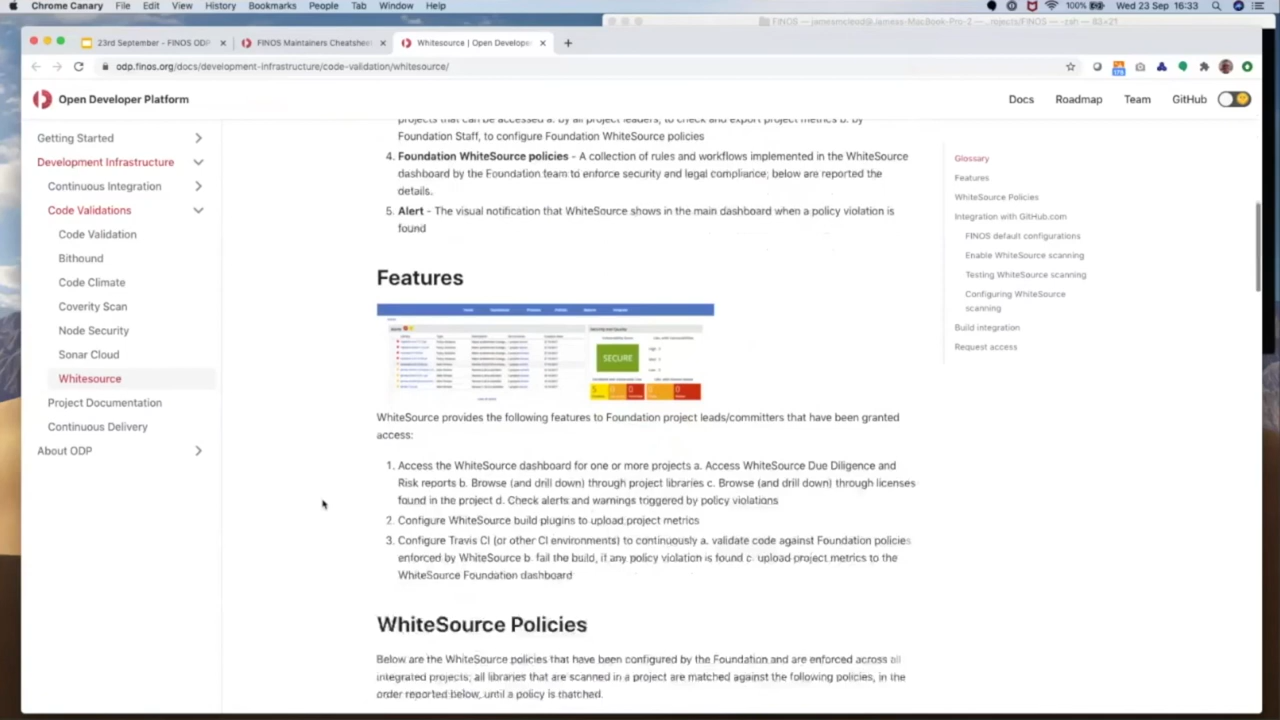 Chrome Canary File Edit View History Bookmarks People Tab Window Help 100% Wed 23 Sep 16:33
FINOS — jamesmcleod@Jamess-MacBook-Pro-2 — ..rojects/FINOS — -zsh — 83×21
23rd September - FINOS ODP
FINOS Maintainers Cheatsheet
Whitesource | Open Develope
odp.finos.org/docs/development-infrastructure/code-validation/whitesource/
Open Developer Platform
Docs Roadmap Team GitHub
Getting Started
Development Infrastructure
Continuous Integration
Code Validations
Code Validation
Bithound
Code Climate
Coverity Scan
Node Security
Sonar Cloud
Whitesource
Project Documentation
Continuous Delivery
About ODP
projects that can be accessed a. by all project leaders, to check and export project metrics b. by
Foundation Staff, to configure Foundation WhiteSource policies
4. Foundation WhiteSource policies - A collection of rules and workflows implemented in the WhiteSource
dashboard by the Foundation team to enforce security and legal compliance; below are reported the
details.
5. Alert - The visual notification that WhiteSource shows in the main dashboard when a policy violation is
found
Features
SECURE
WhiteSource provides the following features to Foundation project leads/committers that have been granted
access:
1. Access the WhiteSource dashboard for one or more projects a. Access WhiteSource Due Diligence and
Risk reports b. Browse (and drill down) through project libraries c. Browse (and drill down) through licenses
found in the project d. Check alerts and warnings triggered by policy violations
2. Configure WhiteSource build plugins to upload project metrics
3. Configure Travis CI (or other CI environments) to continuously a. validate code against Foundation policies
enforced by WhiteSource b. fail the build, if any policy violation is found c. upload project metrics to the
WhiteSource Foundation dashboard
WhiteSource Policies
Below are the WhiteSource policies that have been configured by the Foundation and are enforced across all
integrated projects; all libraries that are scanned in a project are matched against the following policies, in the
order reported below, until a policy is thatched.
Glossary
Features
WhiteSource Policies
Integration with GitHub.com
FINOS default configurations
Enable WhiteSource scanning
Testing WhiteSource scanning
Configuring WhiteSource
scanning
Build integration
Request access